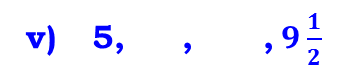 v) 5, , , 9 1/2